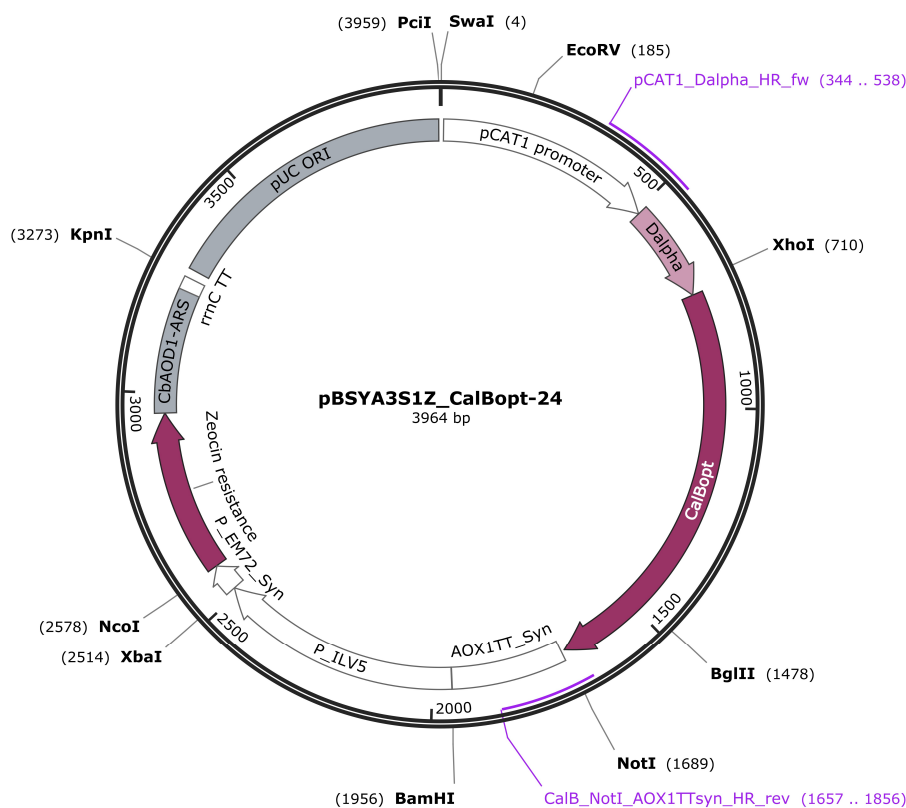 (3959) PciI
SwaI (4)
EcoRV (185)
pCAT1_Dalpha_HR_fw (344 .. 538)
pCAT1 promoter
pUC ORI
500
3500
Dalpha
XhoI (710)
(3273) KpnI
rrnC TT
CbAOD1-ARS
1000
3000
pBSYA3S1Z_CalBopt-24
3964 bp
Zeocin resistance
CalBopt
P_EM72_Syn
1500
2500
(2578) NcoI
(2514) XbaI
AOX1TT_Syn
P_ILV5
BglII (1478)
2000
NotI (1689)
(1956) BamHI
CalB_NotI_AOX1TTsyn_HR_rev (1657 .. 1856)